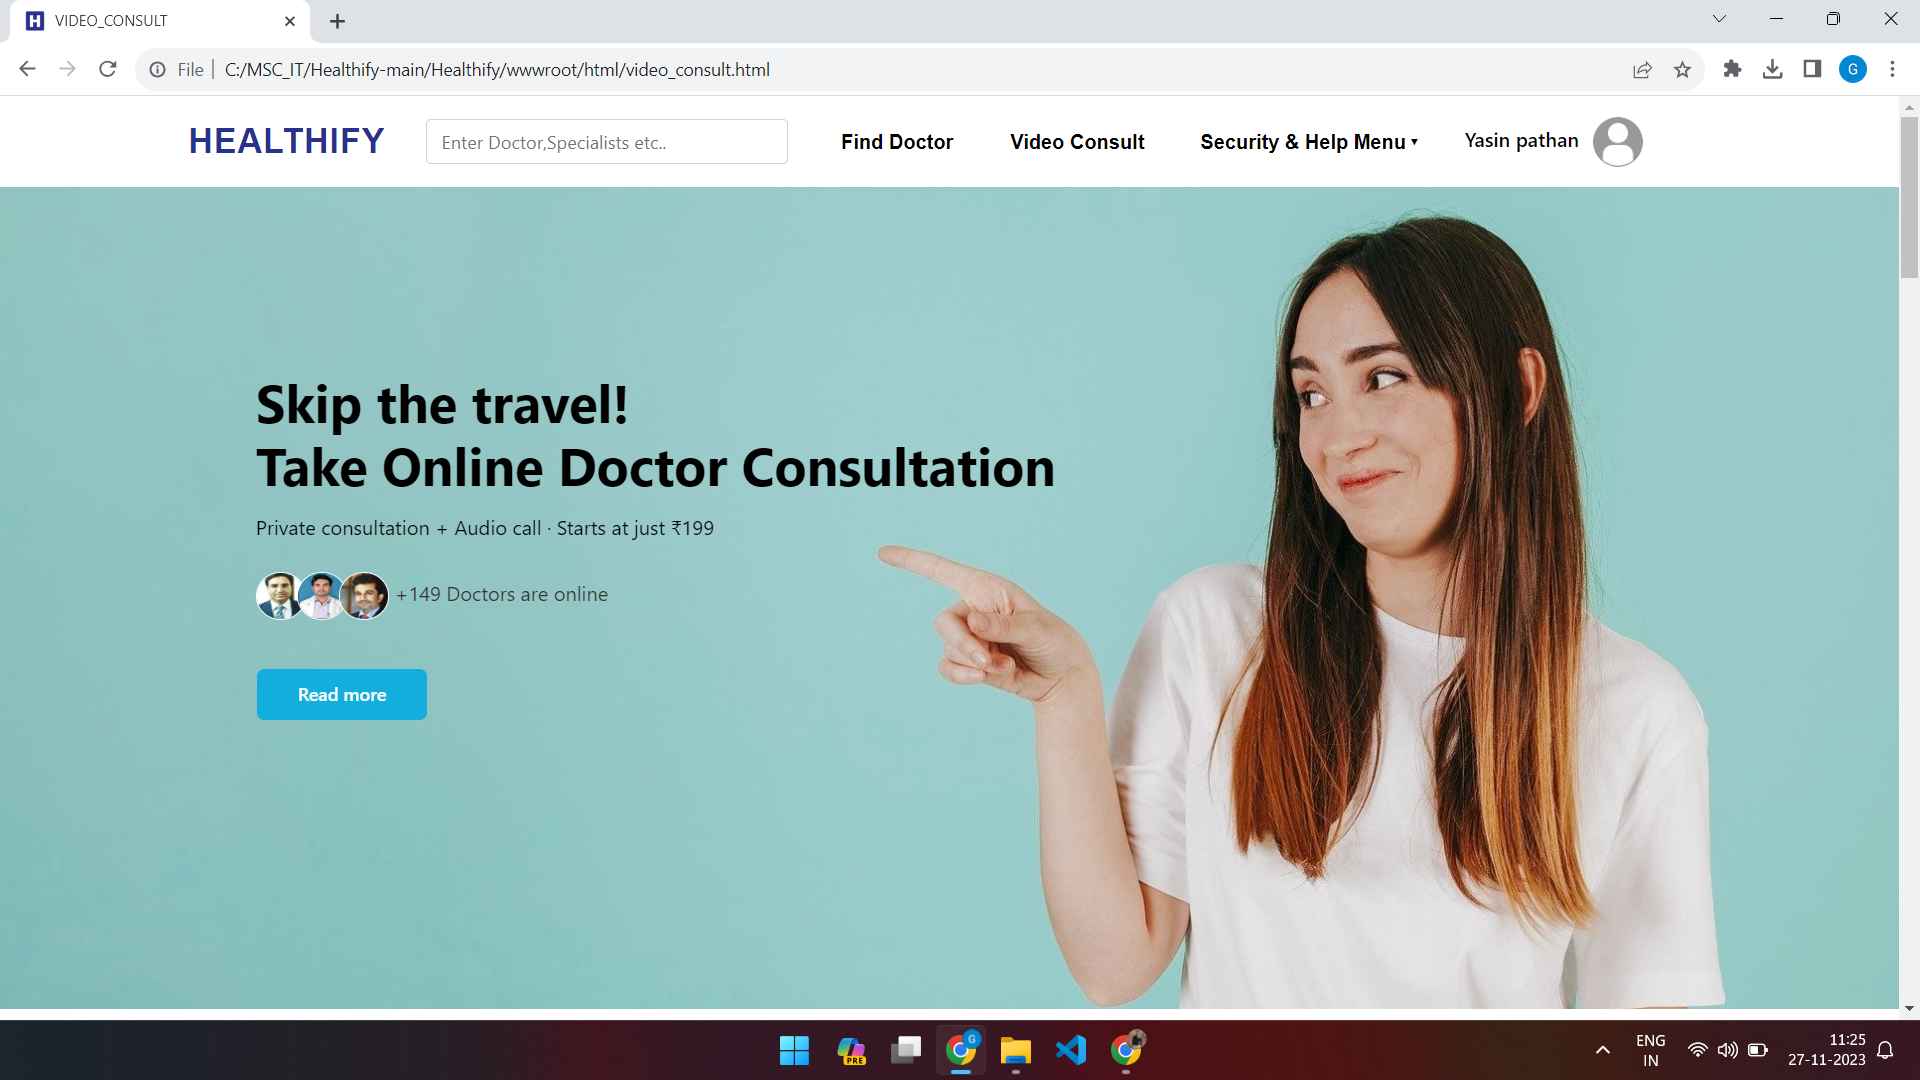 VIDEO_CONSULT
File
C:/MSC_IT/Healthify-main/Healthify/wwwroot/html/video_consult.html
G
HEALTHIFY
Enter Doctor,Specialists etc..
Find Doctor
Video Consult
Security & Help Menu ▾
Yasin pathan
Skip the travel!
Take Online Doctor Consultation
Private consultation + Audio call · Starts at just ₹199
+149 Doctors are online
Read more
PRE
G
ENG
IN
11:25
27-11-2023